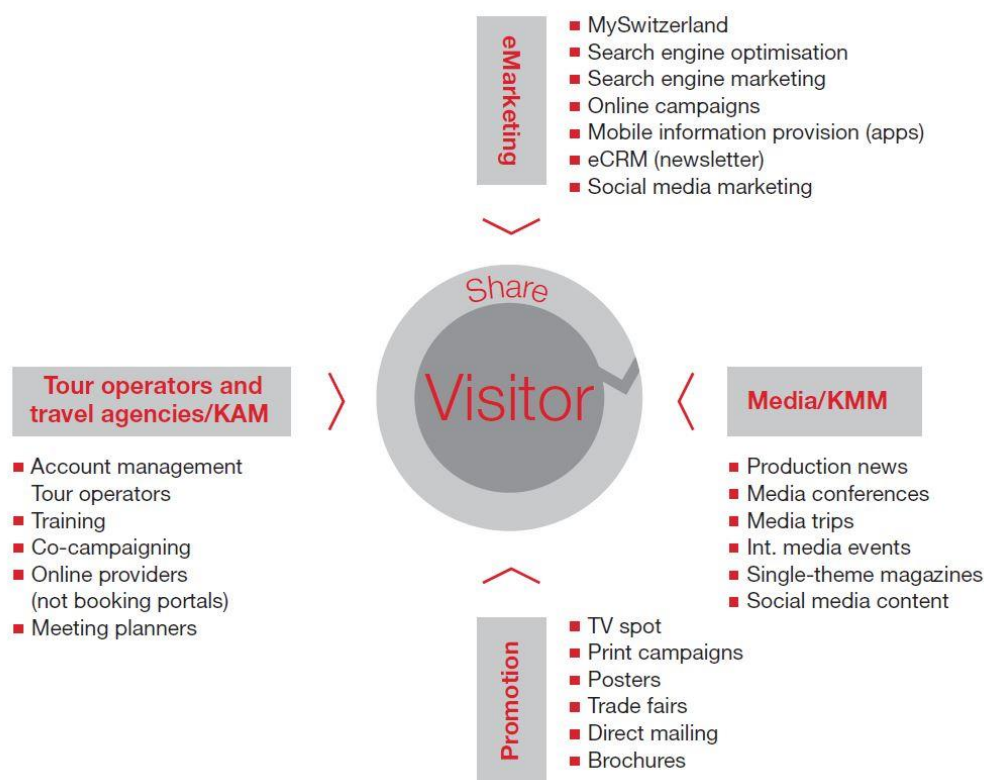 eMarketing
MySwitzerland
Search engine optimisation
Search engine marketing
Online campaigns
Mobile information provision (apps)
eCRM (newsletter)
Social media marketing
Share
Visitor
Tour operators and
travel agencies/KAM
Account management
Tour operators
Training
Co-campaigning
Online providers
(not booking portals)
Meeting planners
Media/KMM
Production news
Media conferences
Media trips
Int. media events
Single-theme magazines
Social media content
Promotion
TV spot
Print campaigns
Posters
Trade fairs
Direct mailing
Brochures